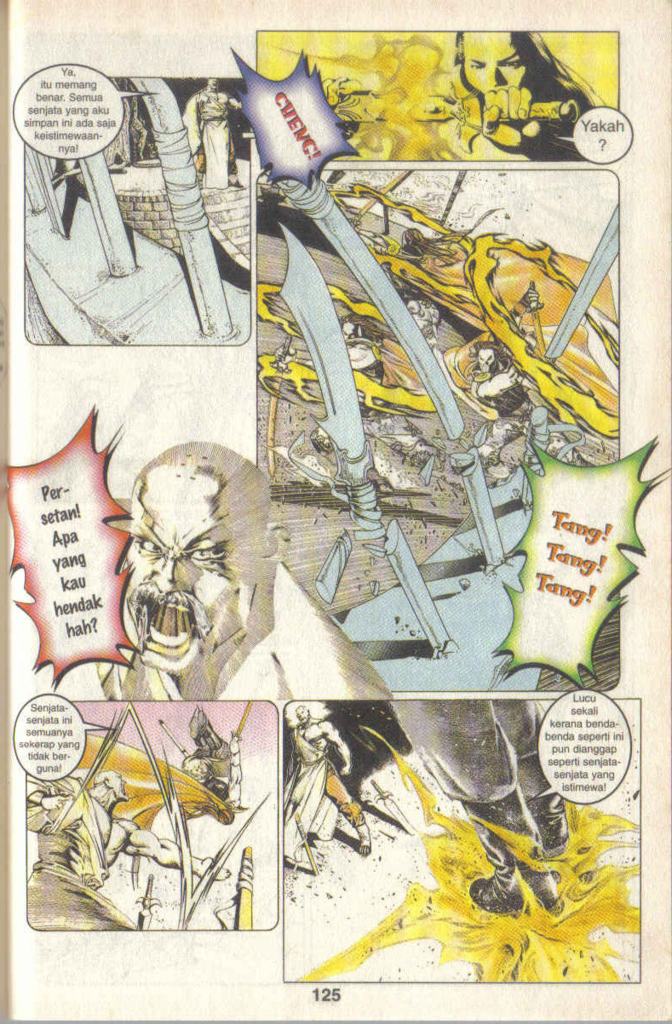 Ya,
itu memang
benar. Semua
senjata yang aku
simpan ini ada saja
keistimewaan-
nya!
CHENG!
Yakah
?
Per-
setan!
Apa
yang
kau
hendak
hah?
Tang!
Tang!
Tang!
Senjata-
senjata ini
semuanya
sekerap yang
tidak ber-
guna!
Lucu
sekali
kerana benda-
benda seperti ini
pun dianggap
seperti senjata-
senjata yang
istimewa!
125